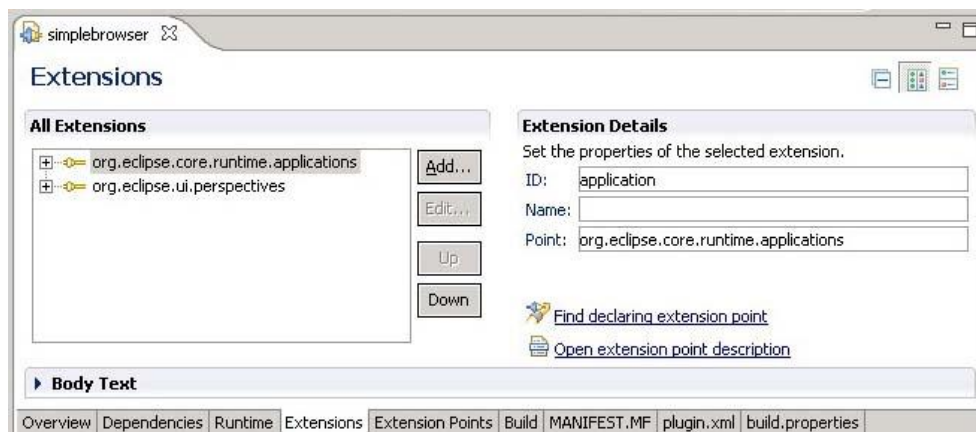 simplebrowser
Extensions
All Extensions
org.eclipse.core.runtime.applications
org.eclipse.ui.perspectives
Add...
Edit...
Up
Down
Extension Details
Set the properties of the selected extension.
ID: application
Name:
Point: org.eclipse.core.runtime.applications
Find declaring extension point
Open extension point description
Body Text
Overview Dependencies Runtime Extensions Extension Points Build MANIFEST.MF plugin.xml build.properties